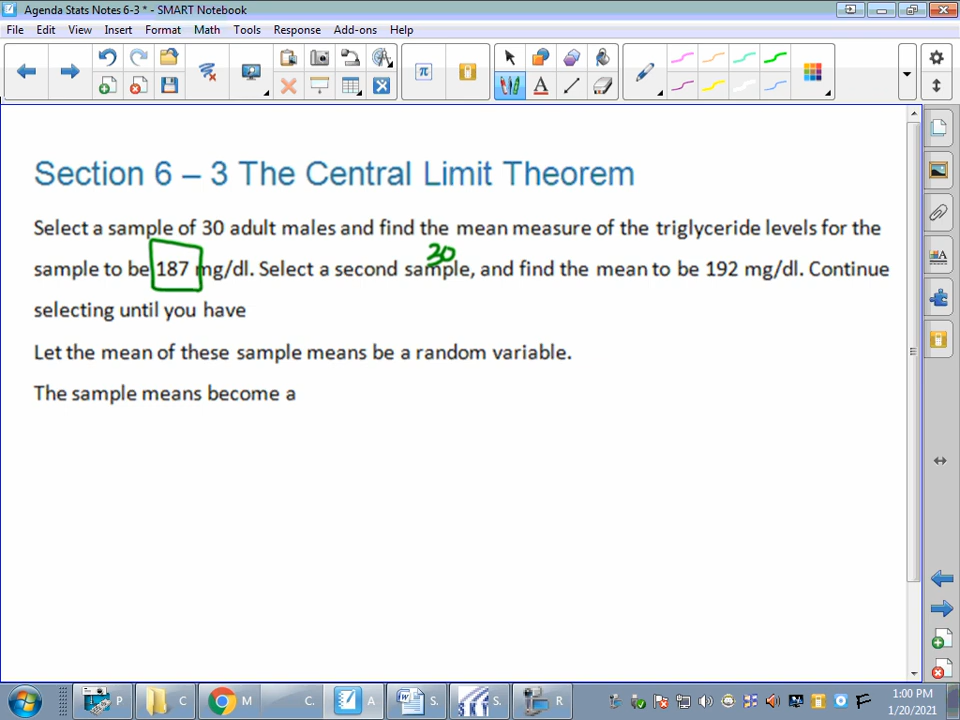 Agenda Stats Notes 6-3 * - SMART Notebook
File Edit View Insert Format Math Tools Response Add-ons Help
π
A
Section 6 – 3 The Central Limit Theorem
Select a sample of 30 adult males and find the mean measure of the triglyceride levels for the
30
sample to be 187 mg/dl. Select a second sample, and find the mean to be 192 mg/dl. Continue
selecting until you have
Let the mean of these sample means be a random variable.
The sample means become a
P C M C. A S. S. R
1:00 PM
1/20/2021